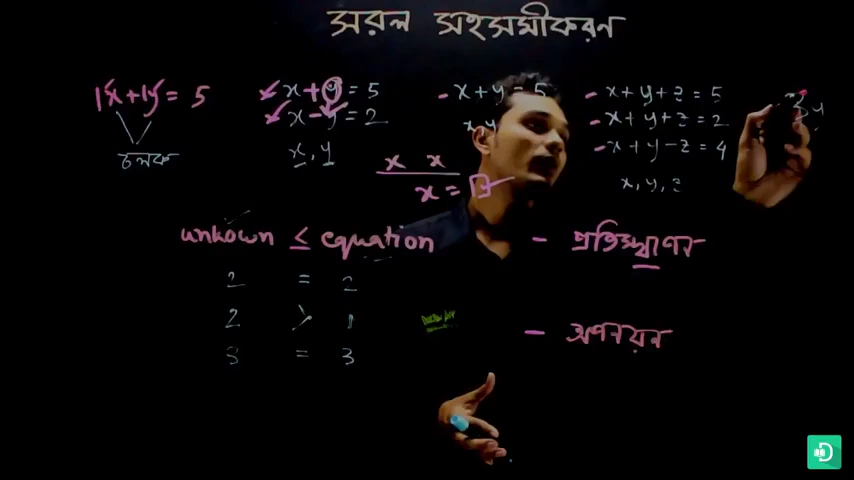 সরল সহসমীকরণ
1x + 1y = 5
চলক
x + y = 5
x - y = 2
x, y
x + y = 5
x x
x =
x + y + z = 5
x + y + z = 2
x + y - z = 4
x, y, z
unkown ≤ equation
2 = 2
2 > 1
3 = 3
- প্রতিস্থাপন
- অপনয়ন